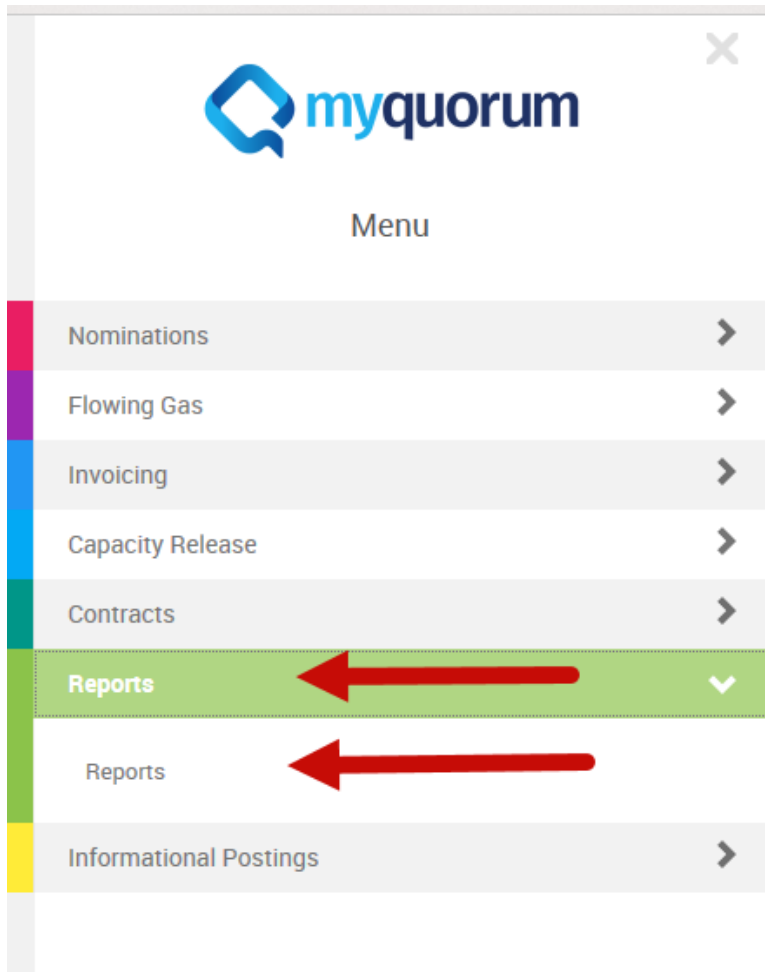 myquorum
Menu
Nominations
Flowing Gas
Invoicing
Capacity Release
Contracts
Reports
Reports
Informational Postings